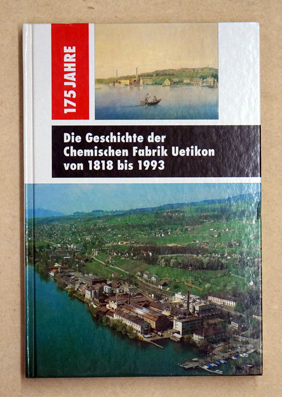 175 JAHRE
Die Geschichte der
Chemischen Fabrik Uetikon
von 1818 bis 1993